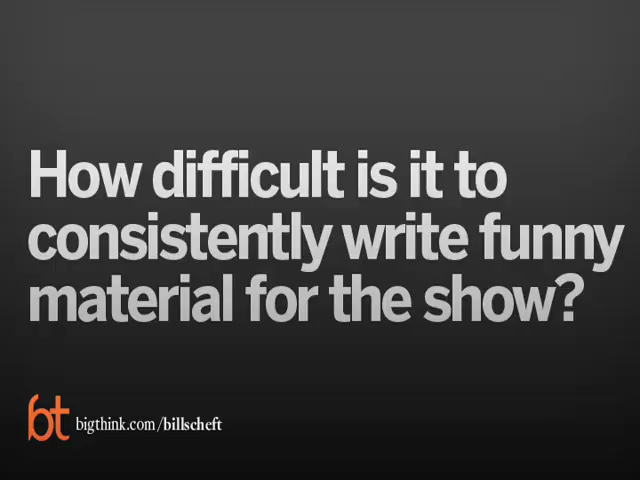 How difficult is it to
consistently write funny
material for the show?
bt bigthink.com/billscheft